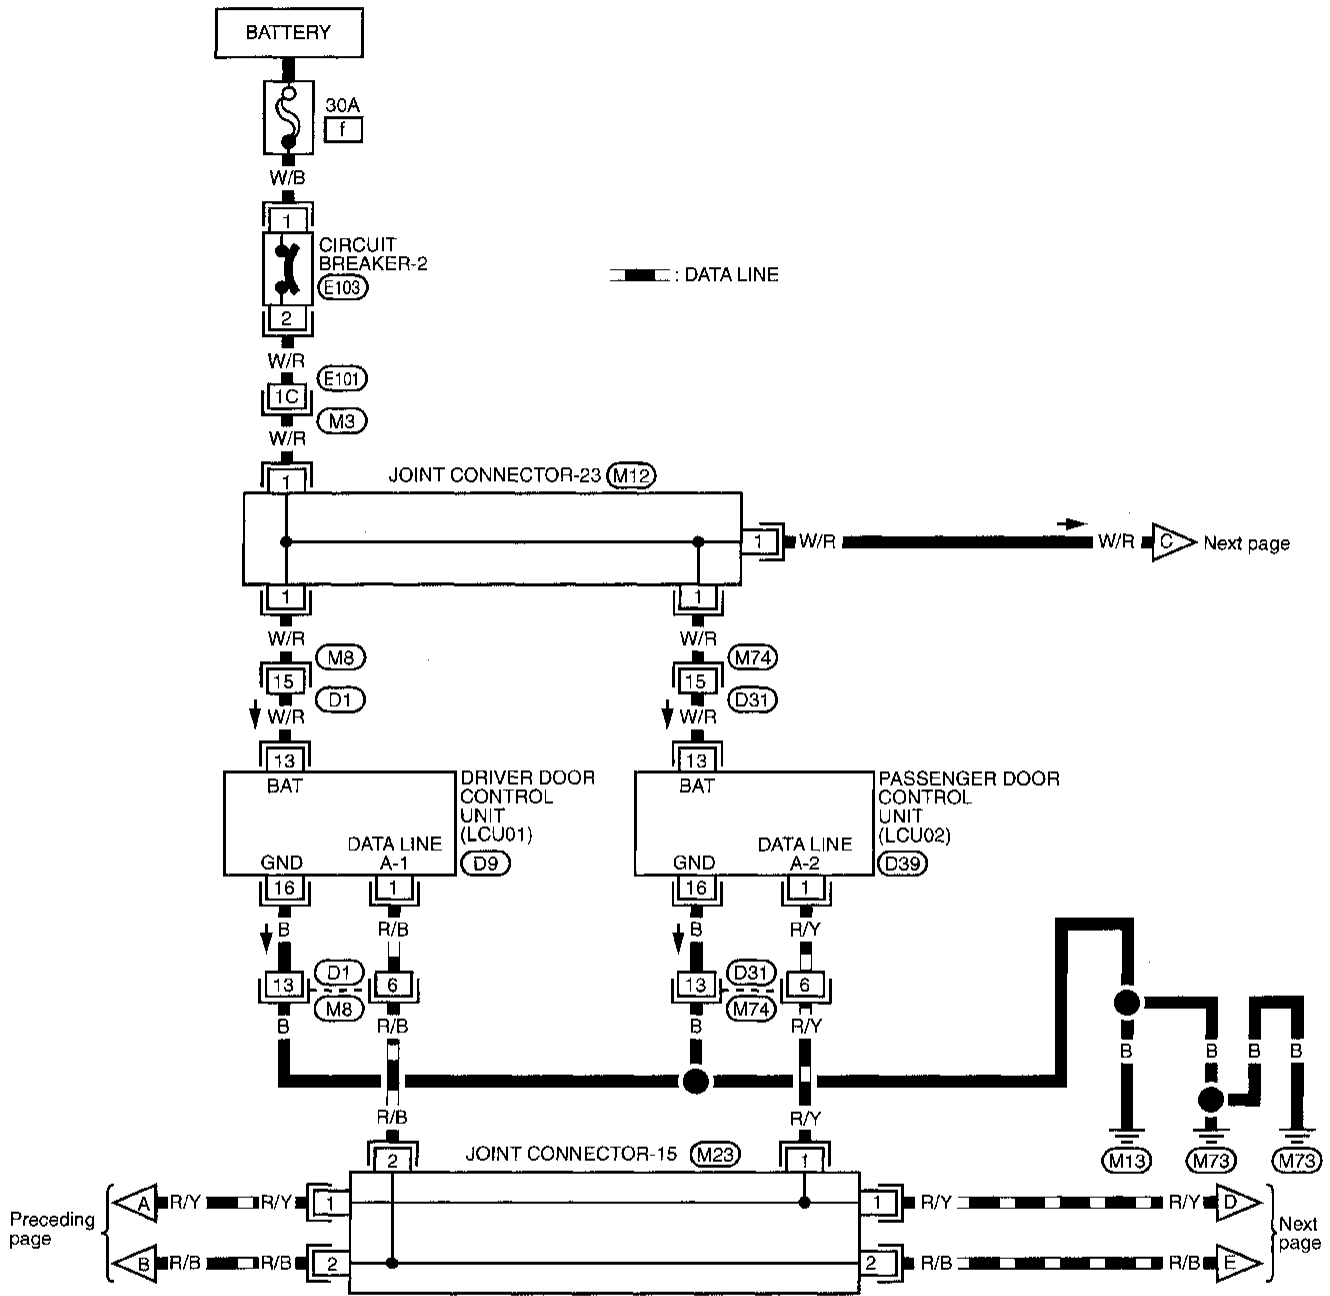 BATTERY
30A
f
W/B
1
CIRCUIT
BREAKER-2
E103
2
: DATA LINE
W/R
E101
1C
M3
W/R
1
JOINT CONNECTOR-23 M12
1 W/R W/R C Next page
1 1
W/R W/R
M8 M74
15 15
D1 D31
W/R W/R
13 13
BAT BAT
DRIVER DOOR
CONTROL
UNIT
(LCU01)
D9
PASSENGER DOOR
CONTROL
UNIT
(LCU02)
D39
DATA LINE DATA LINE
GND A-1 GND A-2
16 1 16 1
B R/B B R/Y
D1 D31
13 6 13 6
M8 M74
B R/B B R/Y
B B B B
R/B R/Y
JOINT CONNECTOR-15 M23
2 1
M13 M73 M73
Preceding
page
A R/Y R/Y 1 1 R/Y R/Y D
B R/B R/B 2 2 R/B R/B E
Next
page